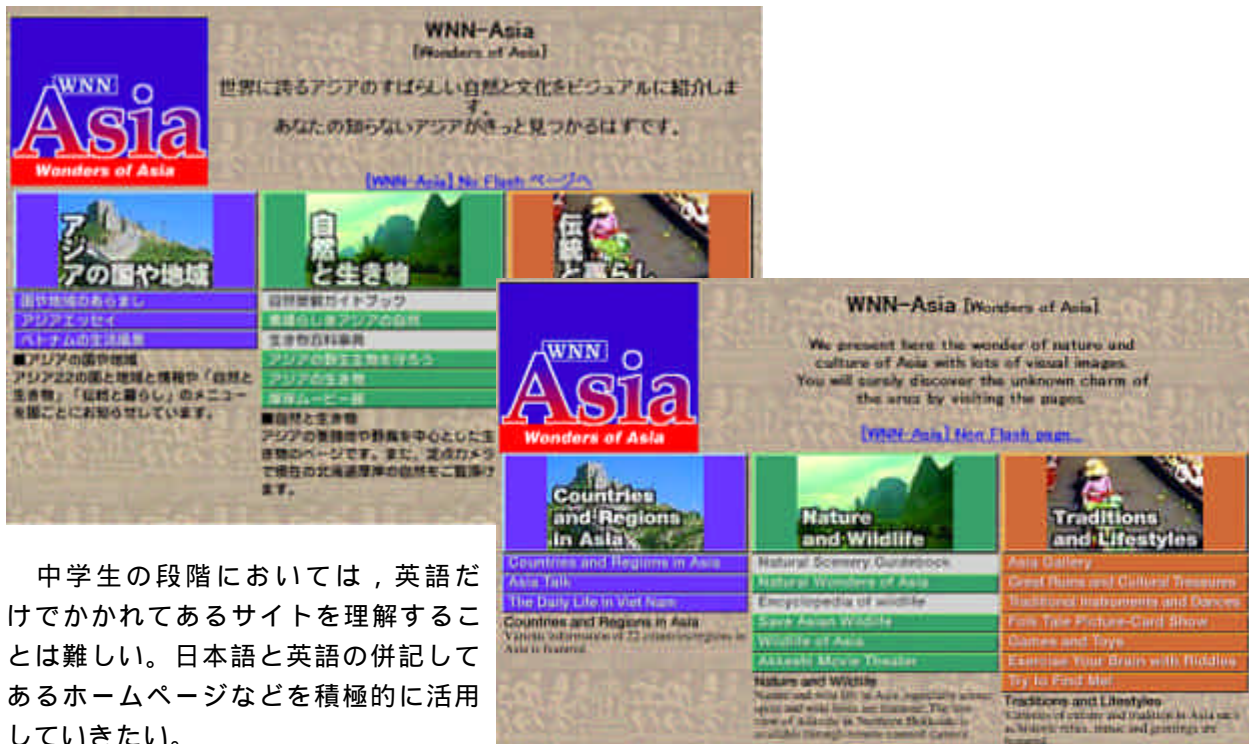 WNN-Asia
[Wonders of Asia]
WNN
Asia
Wonders of Asia
世界に誇るアジアのすばらしい自然と文化をビジュアルに紹介しま
す。
あなたの知らないアジアがきっと見つかるはずです。
[WNN-Asia] No Flash ページへ
アジアの国や地域
自然と生き物
伝統と暮らし
国や地域のあらまし
アジアエッセイ
ベトナムの生活風景
■アジアの国や地域
アジア22の国と地域と情報や「自然と
生き物」「伝統と暮らし」のメニュー
を国ごとにお知らせしています。
自然景観ガイドブック
素晴らしきアジアの自然
生き物百科事典
アジアの野生生物を守ろう
アジアの生き物
厚岸ムービー館
■自然と生き物
アジアの景勝地や野鳥を中心とした生
き物のページです。また、定点カメラ
で現在の北海道厚岸の自然をご覧頂け
ます。
WNN-Asia [Wonders of Asia]
WNN
Asia
Wonders of Asia
We present here the wonder of nature and
culture of Asia with lots of visual images.
You will surely discover the unknown charm of
the area by visiting the pages.
[WNN-Asia] Non Flash page...
Countries
and Regions
in Asia
Nature
and Wildlife
Traditions
and Lifestyles
Countries and Regions in Asia
Asia Talk
The Daily Life in Viet Nam
Countries and Regions in Asia
Various information of 22 countries/regions in
Asia is featured.
Natural Scenery Guidebook
Natural Wonders of Asia
Encyclopedia of wildlife
Save Asian Wildlife
Wildlife of Asia
Akkeshi Movie Theater
Nature and Wildlife
Asia Gallery
Great Ruins and Cultural Treasures
Traditional Instruments and Dances
Folk Tale Picture-Card Show
Games and Toys
Exercise Your Brain with Riddles
Try to Find Me!
Traditions and Lifestyles
中学生の段階においては，英語だ
けでかかれてあるサイトを理解するこ
とは難しい。日本語と英語の併記して
あるホームページなどを積極的に活用
していきたい。